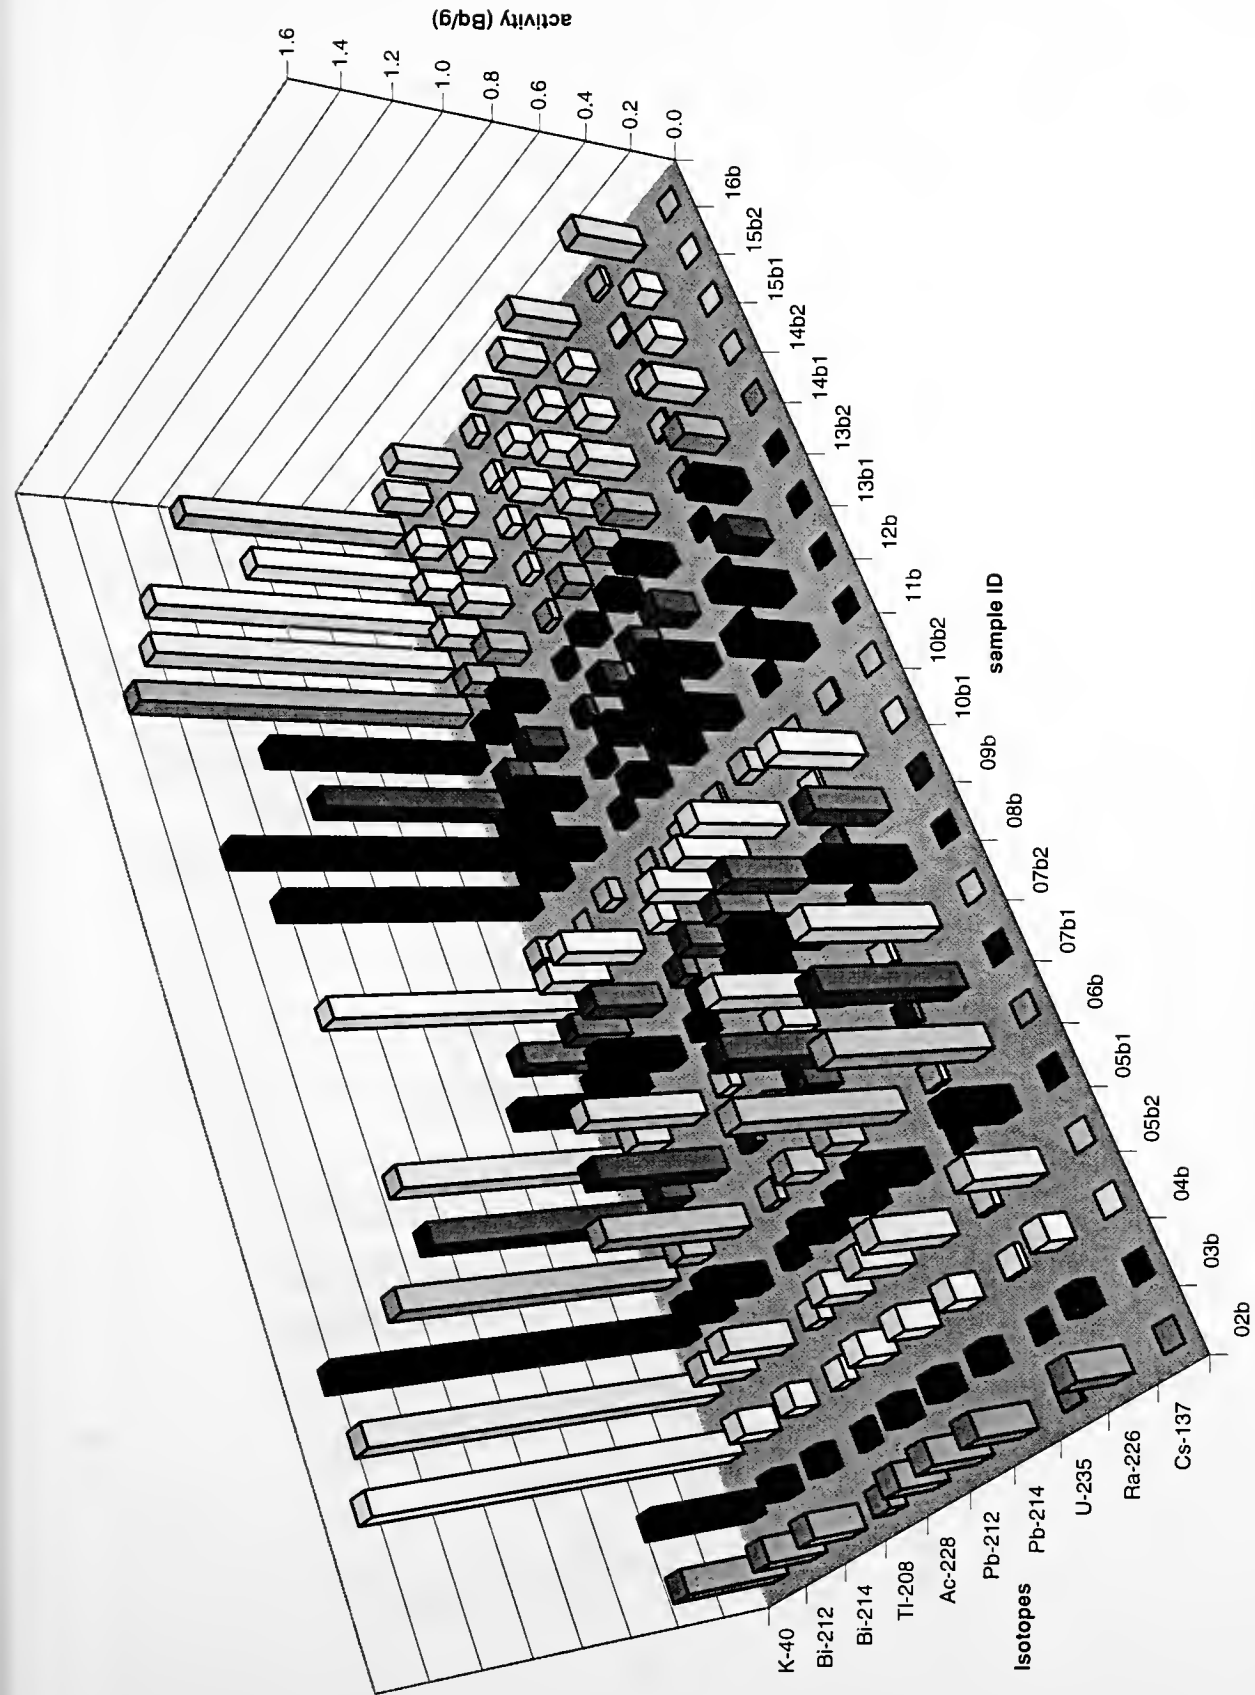 activity (Bq/g)
1.6
1.4
1.2
1.0
0.8
0.6
0.4
0.2
0.0
16b
15b2
15b1
14b2
14b1
13b2
13b1
12b
11b
10b2
10b1
09b
08b
07b2
07b1
06b
05b1
05b2
04b
03b
02b
sample ID
K-40
Bi-212
Bi-214
Tl-208
Ac-228
Pb-212
Pb-214
U-235
Ra-226
Cs-137
Isotopes